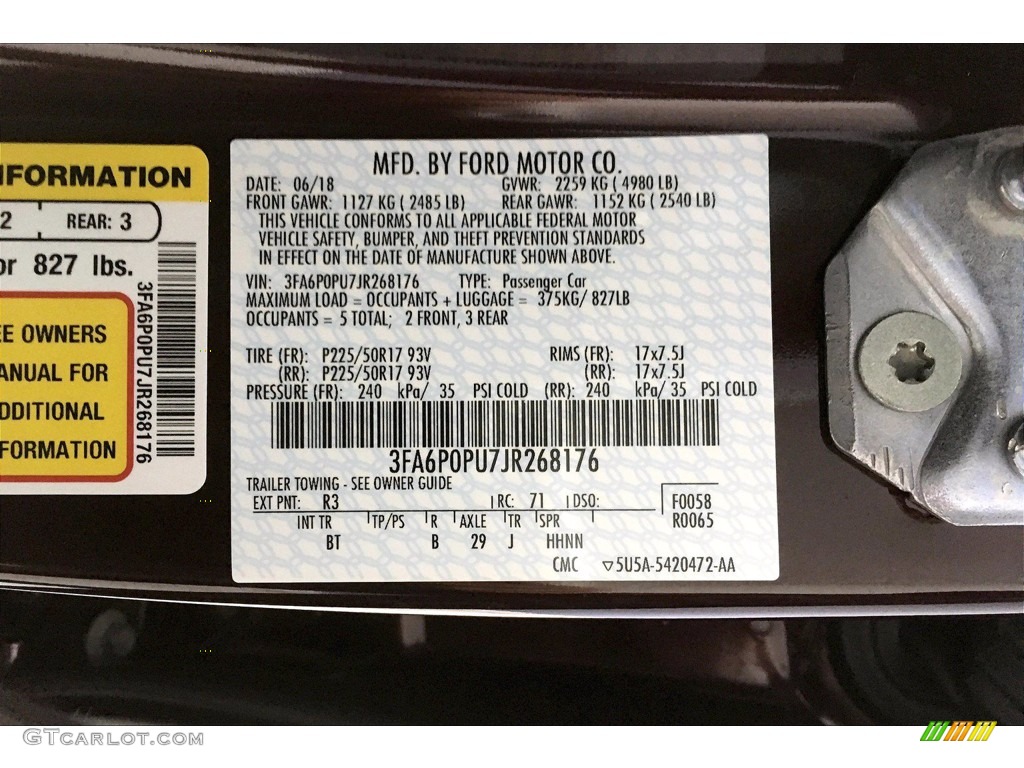 INFORMATION
2 REAR: 3
or 827 lbs.
EE OWNERS
ANUAL FOR
DDITIONAL
FORMATION
3FA6P0PU7JR268176
MFD. BY FORD MOTOR CO.
DATE: 06/18 GVWR: 2259 KG ( 4980 LB)
FRONT GAWR: 1127 KG ( 2485 LB) REAR GAWR: 1152 KG ( 2540 LB)
THIS VEHICLE CONFORMS TO ALL APPLICABLE FEDERAL MOTOR
VEHICLE SAFETY, BUMPER, AND THEFT PREVENTION STANDARDS
IN EFFECT ON THE DATE OF MANUFACTURE SHOWN ABOVE.
VIN: 3FA6P0PU7JR268176 TYPE: Passenger Car
MAXIMUM LOAD = OCCUPANTS + LUGGAGE = 375KG/ 827LB
OCCUPANTS = 5 TOTAL; 2 FRONT, 3 REAR
TIRE (FR): P225/50R17 93V RIMS (FR): 17x7.5J
(RR): P225/50R17 93V (RR): 17x7.5J
PRESSURE (FR): 240 kPa/ 35 PSI COLD (RR): 240 kPa/ 35 PSI COLD
3FA6P0PU7JR268176
TRAILER TOWING - SEE OWNER GUIDE
EXT PNT: R3 RC: 71 DSO: F0058
R0065
INT TR TP/PS R AXLE TR SPR
BT B 29 J HHNN
CMC ▽5U5A-5420472-AA
GTcarlot.com